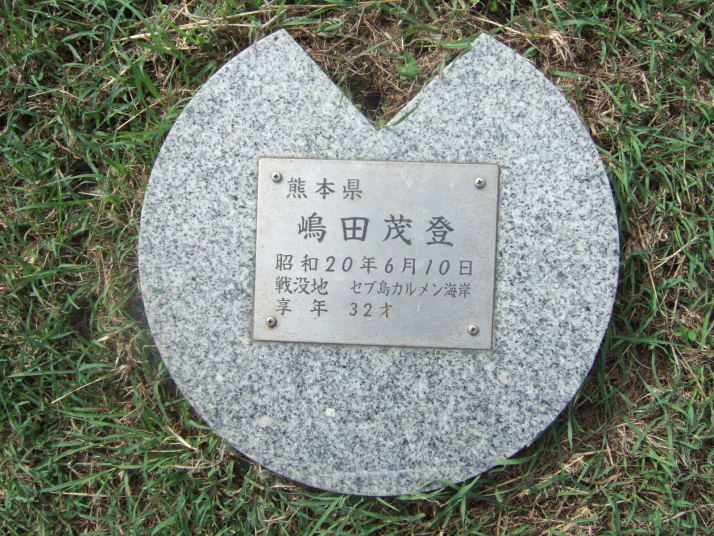 熊本県
嶋田茂登
昭和20年6月10日
戦没地　セブ島カルメン海岸
享　年　32才